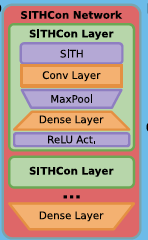 SITHCon Network
SITHCon Layer
SITH
Conv Layer
MaxPool
Dense Layer
ReLU Act.
SITHCon Layer
...
Dense Layer